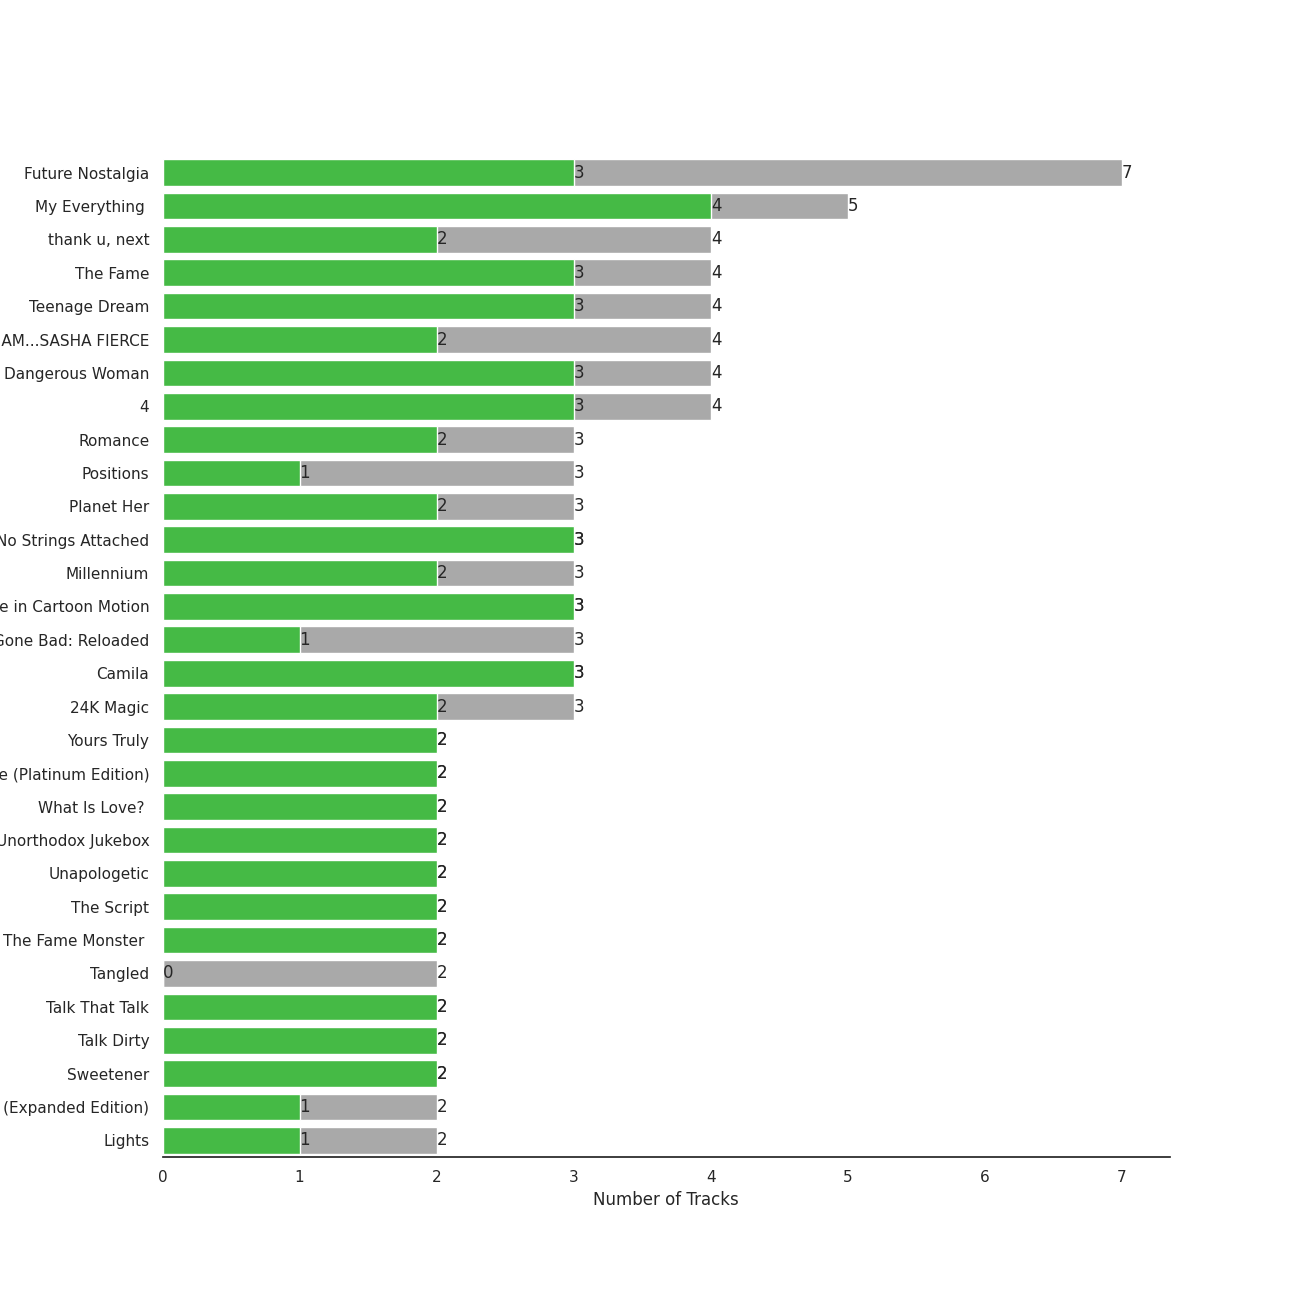 Future Nostalgia 3 7
My Everything 4 5
thank u, next 2 4
The Fame 3 4
Teenage Dream 3 4
AM...SASHA FIERCE 2 4
Dangerous Woman 3 4
4 3 4
Romance 2 3
Positions 1 3
Planet Her 2 3
No Strings Attached 3
Millennium 2 3
e in Cartoon Motion 3
Gone Bad: Reloaded 1 3
Camila 3
24K Magic 2 3
Yours Truly 2
e (Platinum Edition) 2
What Is Love? 2
Unorthodox Jukebox 2
Unapologetic 2
The Script 2
The Fame Monster 2
Tangled 0 2
Talk That Talk 2
Talk Dirty 2
Sweetener 2
(Expanded Edition) 1 2
Lights 1 2
0 1 2 3 4 5 6 7
Number of Tracks